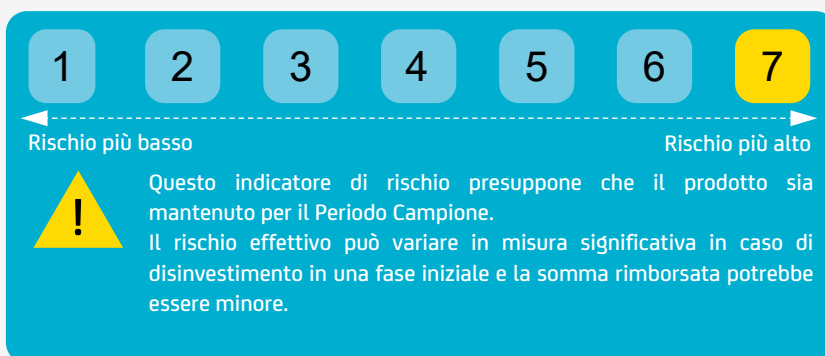 1 2 3 4 5 6 7
Rischio più basso Rischio più alto
!
Questo indicatore di rischio presuppone che il prodotto sia
mantenuto per il Periodo Campione.
Il rischio effettivo può variare in misura significativa in caso di
disinvestimento in una fase iniziale e la somma rimborsata potrebbe
essere minore.